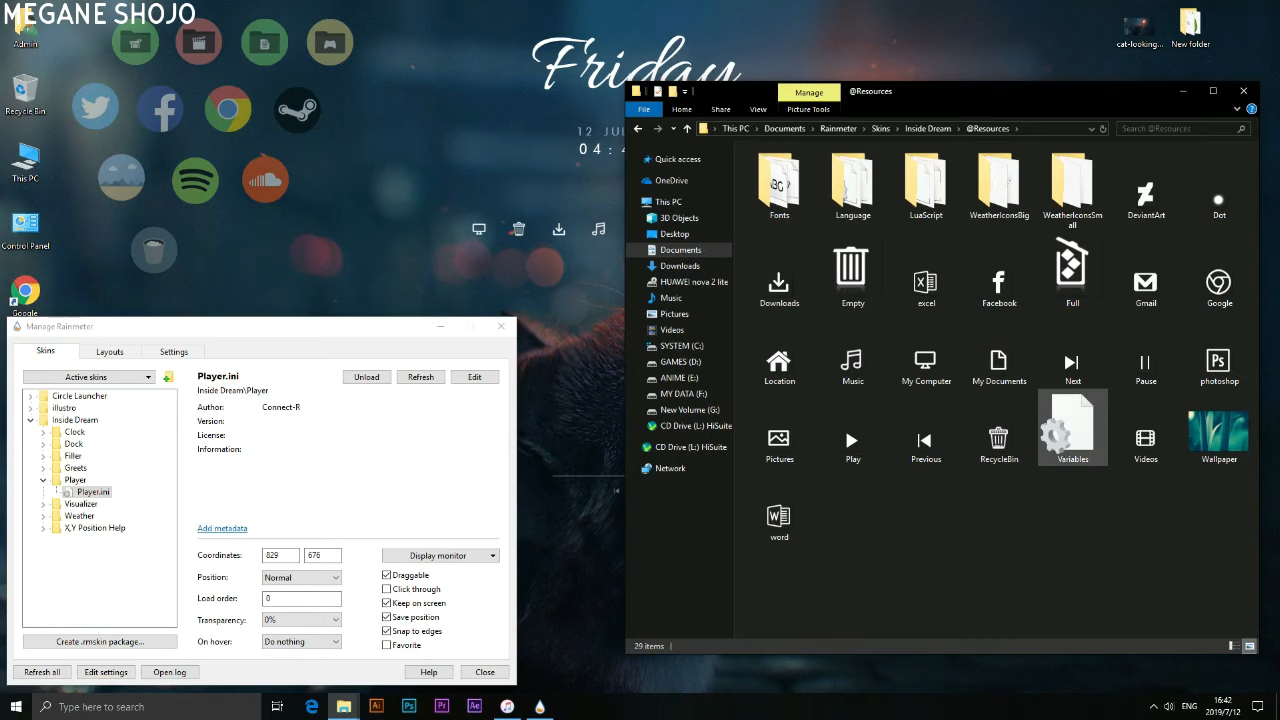 MEGANE SHOJO
Admin
Recycle Bin
This PC
Control Panel
Google
cat-looking...
New folder
Friday
12 JUL
04:4
Manage
@Resources
File
Home
Share
View
Picture Tools
This PC
Documents
Rainmeter
Skins
Inside Dream
@Resources
Search @Resources
Quick access
OneDrive
This PC
3D Objects
Desktop
Documents
Downloads
HUAWEI nova 2 lite
Music
Pictures
Videos
SYSTEM (C:)
GAMES (D:)
ANIME (E:)
MY DATA (F:)
New Volume (G:)
CD Drive (L:) HiSuite
CD Drive (L:) HiSuite
Network
BG
Fonts
Language
LuaScript
WeatherIconsBig
WeatherIconsSm
all
DeviantArt
Dot
Downloads
Empty
excel
Facebook
Full
Gmail
Google
Location
Music
My Computer
My Documents
Next
Pause
photoshop
Pictures
Play
Previous
RecycleBin
Variables
Videos
Wallpaper
word
29 items
Manage Rainmeter
Skins
Layouts
Settings
Active skins
Circle Launcher
illustro
Inside Dream
Clock
Dock
Filler
Greets
Player
Player.ini
Visualizer
Weather
X,Y Position Help
Create .rmskin package...
Player.ini
Inside Dream\Player
Unload
Refresh
Edit
Author: Connect-R
Version:
License:
Information:
Add metadata
Coordinates: 829 676
Display monitor
Position: Normal
Load order: 0
Transparency: 0%
On hover: Do nothing
Draggable
Click through
Keep on screen
Save position
Snap to edges
Favorite
Refresh all
Edit settings
Open log
Help
Close
Type here to search
Ai
Ps
Pr
Ae
ENG
16:42
2019/7/12